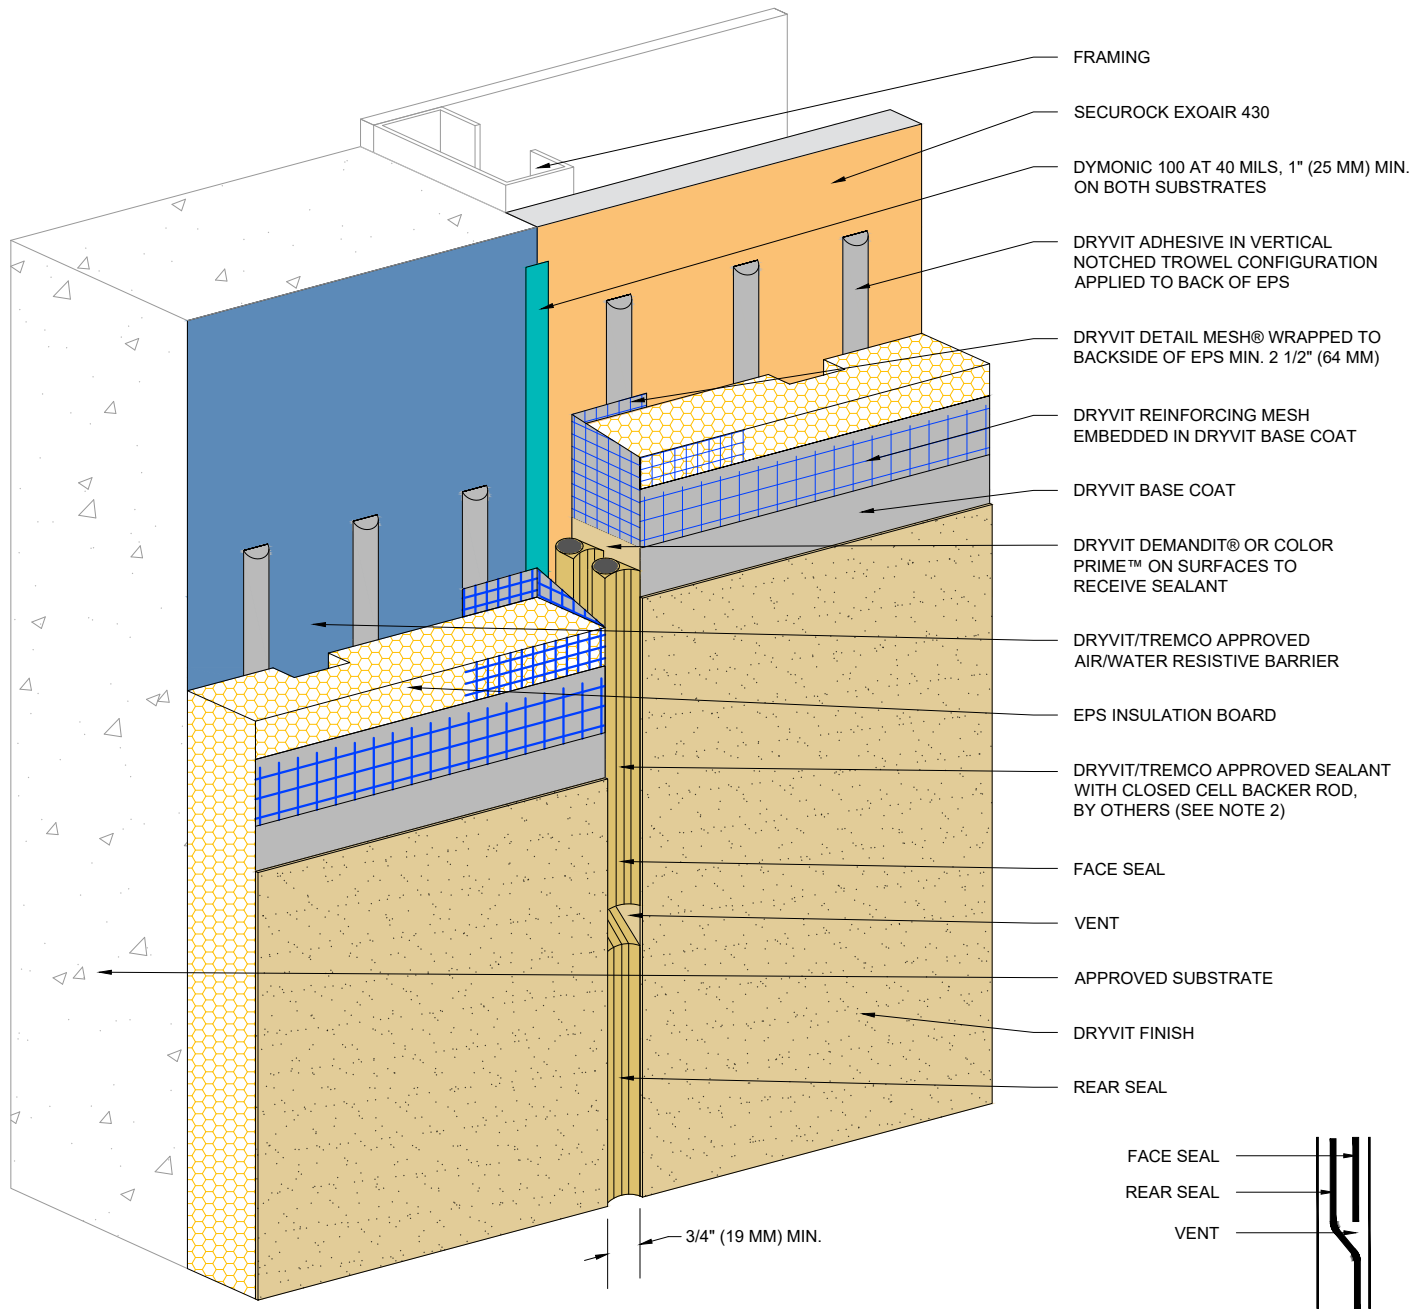 FRAMING
SECUROCK EXOAIR 430
DYMONIC 100 AT 40 MILS, 1" (25 MM) MIN.
ON BOTH SUBSTRATES
DRYVIT ADHESIVE IN VERTICAL
NOTCHED TROWEL CONFIGURATION
APPLIED TO BACK OF EPS
DRYVIT DETAIL MESH® WRAPPED TO
BACKSIDE OF EPS MIN. 2 1/2" (64 MM)
DRYVIT REINFORCING MESH
EMBEDDED IN DRYVIT BASE COAT
DRYVIT BASE COAT
DRYVIT DEMANDIT® OR COLOR
PRIME™ ON SURFACES TO
RECEIVE SEALANT
DRYVIT/TREMCO APPROVED
AIR/WATER RESISTIVE BARRIER
EPS INSULATION BOARD
DRYVIT/TREMCO APPROVED SEALANT
WITH CLOSED CELL BACKER ROD,
BY OTHERS (SEE NOTE 2)
FACE SEAL
VENT
APPROVED SUBSTRATE
DRYVIT FINISH
REAR SEAL
FACE SEAL
REAR SEAL
VENT
3/4" (19 MM) MIN.